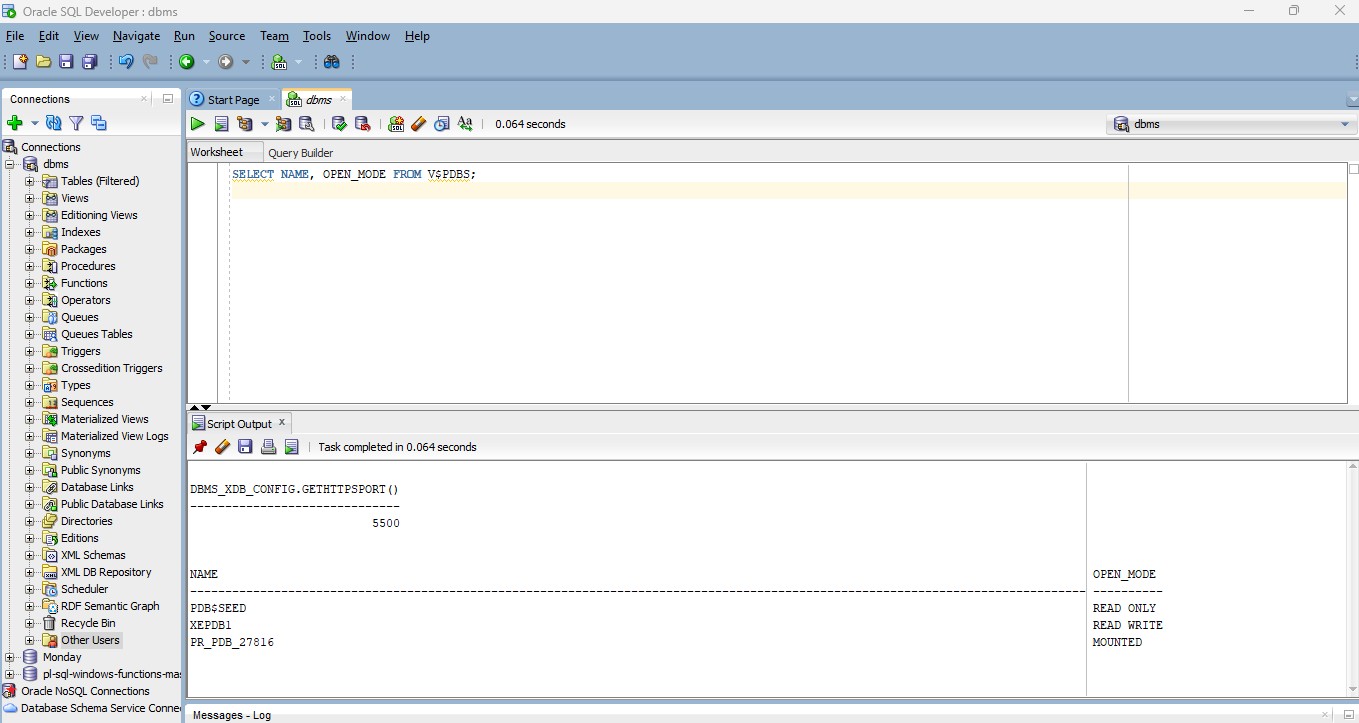 Oracle SQL Developer : dbms
File Edit View Navigate Run Source Team Tools Window Help
Connections
Start Page
dbms
0.064 seconds
dbms
Worksheet
Query Builder
SELECT NAME, OPEN_MODE FROM V$PDBS;
Connections
dbms
Tables (Filtered)
Views
Editioning Views
Indexes
Packages
Procedures
Functions
Operators
Queues
Queues Tables
Triggers
Crossedition Triggers
Types
Sequences
Materialized Views
Materialized View Logs
Synonyms
Public Synonyms
Database Links
Public Database Links
Directories
Editions
XML Schemas
XML DB Repository
Scheduler
RDF Semantic Graph
Recycle Bin
Other Users
Monday
pl-sql-windows-functions-mas
Oracle NoSQL Connections
Database Schema Service Connec
Script Output
Task completed in 0.064 seconds
DBMS_XDB_CONFIG.GETHTTPSPORT()
------------------------------
5500
NAME OPEN_MODE
-------------------------------------------------------------------------------------------------------------------------------- ----------
PDB$SEED READ ONLY
XEPDB1 READ WRITE
PR_PDB_27816 MOUNTED
Messages - Log